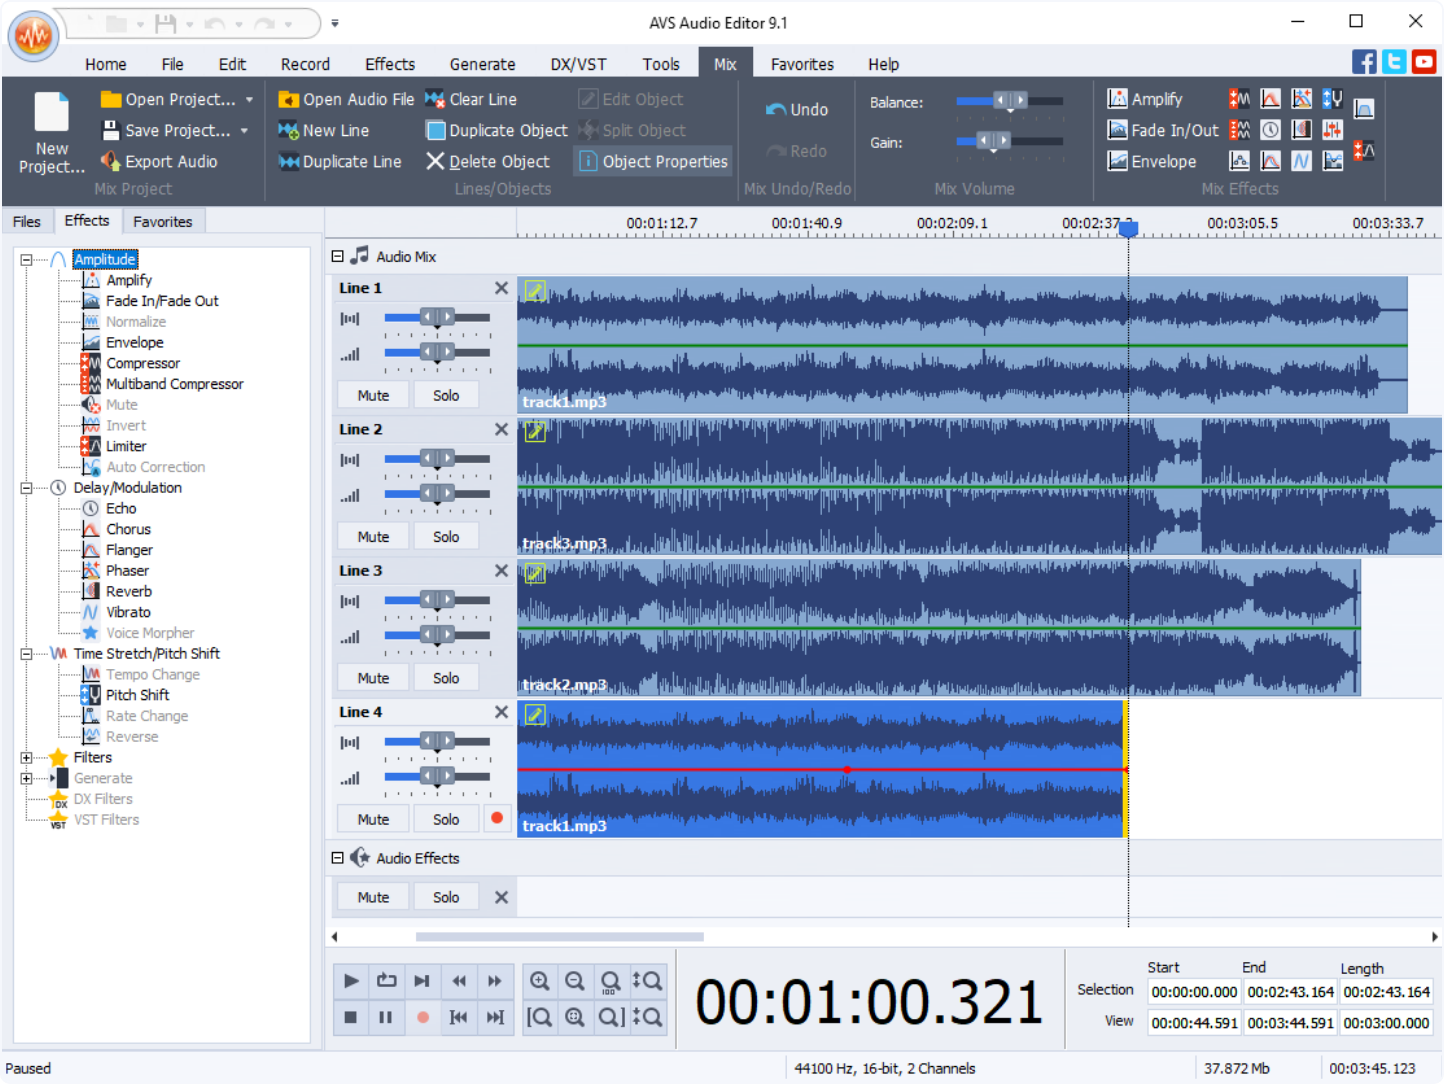 AVS Audio Editor 9.1
Home File Edit Record Effects Generate DX/VST Tools Mix Favorites Help
New Project...
Open Project...
Save Project...
Export Audio
Mix Project
Open Audio File
New Line
Duplicate Line
Clear Line
Duplicate Object
Delete Object
Edit Object
Split Object
Object Properties
Lines/Objects
Undo
Redo
Mix Undo/Redo
Balance:
Gain:
Mix Volume
Amplify
Fade In/Out
Envelope
Mix Effects
Files Effects Favorites
Amplitude
Amplify
Fade In/Fade Out
Normalize
Envelope
Compressor
Multiband Compressor
Mute
Invert
Limiter
Auto Correction
Delay/Modulation
Echo
Chorus
Flanger
Phaser
Reverb
Vibrato
Voice Morpher
Time Stretch/Pitch Shift
Tempo Change
Pitch Shift
Rate Change
Reverse
Filters
Generate
DX DX Filters
VST VST Filters
00:01:12.7 00:01:40.9 00:02:09.1 00:02:37. 00:03:05.5 00:03:33.7
Audio Mix
Line 1
Mute Solo
track1.mp3
Line 2
Mute Solo
track3.mp3
Line 3
Mute Solo
track2.mp3
Line 4
Mute Solo
track1.mp3
Audio Effects
Mute Solo
100
00:01:00.321
Start End Length
Selection 00:00:00.000 00:02:43.164 00:02:43.164
View 00:00:44.591 00:03:44.591 00:03:00.000
Paused
44100 Hz, 16-bit, 2 Channels
37.872 Mb
00:03:45.123